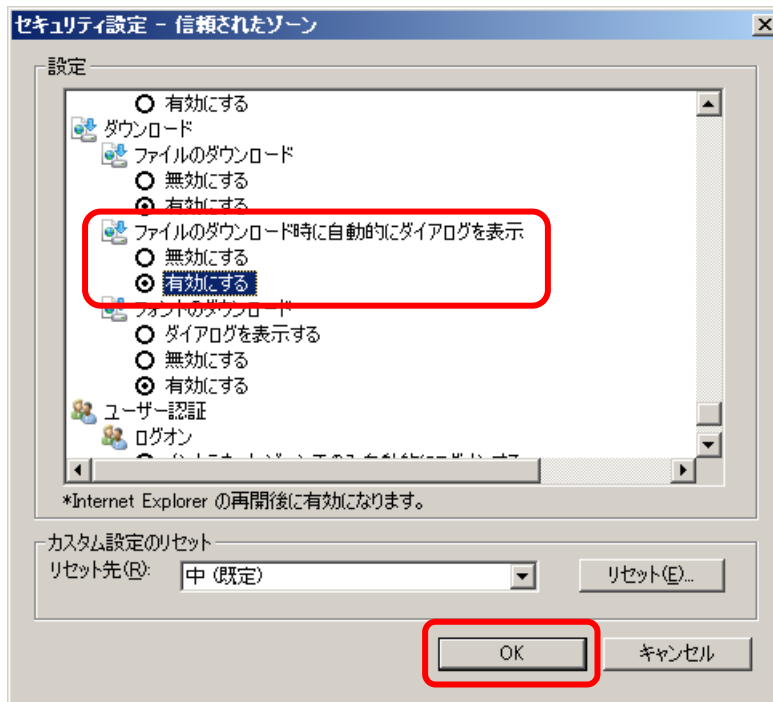 セキュリティ設定 - 信頼されたゾーン
設定
有効にする
ダウンロード
ファイルのダウンロード
無効にする
有効にする
ファイルのダウンロード時に自動的にダイアログを表示
無効にする
有効にする
フォントのダウンロード
ダイアログを表示する
無効にする
有効にする
ユーザー認証
ログオン
*Internet Explorer の再開後に有効になります。
カスタム設定のリセット
リセット先(R):
中 (既定)
リセット(E)...
OK
キャンセル